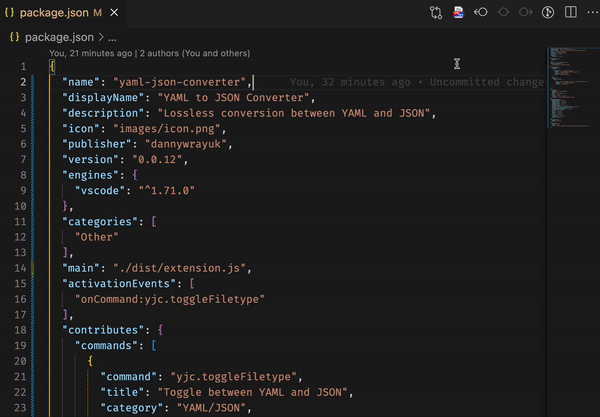 package.json M
package.json > ...
You, 21 minutes ago | 2 authors (You and others)
1 {
2 "name": "yaml-json-converter", You, 32 minutes ago • Uncommitted change
3 "displayName": "YAML to JSON Converter",
4 "description": "Lossless conversion between YAML and JSON",
5 "icon": "images/icon.png",
6 "publisher": "dannywrayuk",
7 "version": "0.0.12",
8 "engines": {
9 "vscode": "^1.71.0"
10 },
11 "categories": [
12 "Other"
13 ],
14 "main": "./dist/extension.js",
15 "activationEvents": [
16 "onCommand:yjc.toggleFiletype"
17 ],
18 "contributes": {
19 "commands": [
20 {
21 "command": "yjc.toggleFiletype",
22 "title": "Toggle between YAML and JSON",
23 "category": "YAML/JSON",